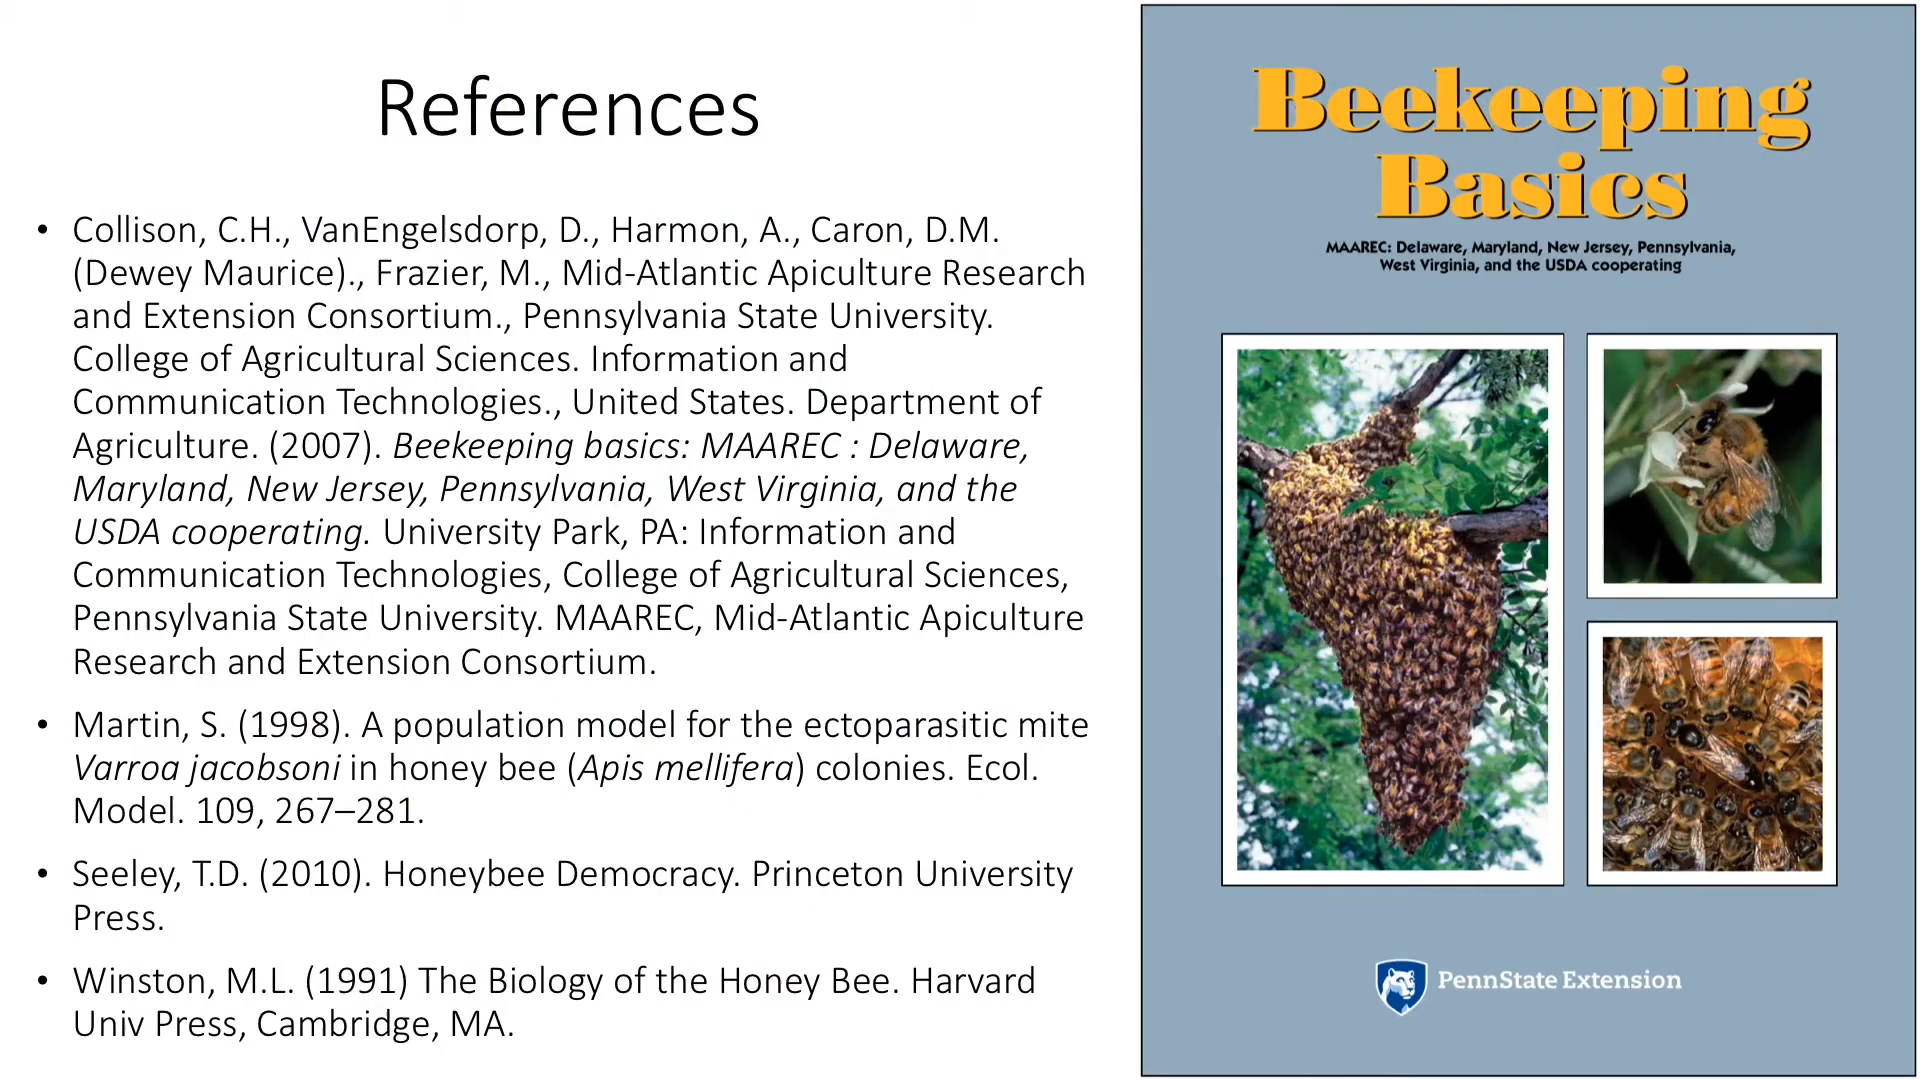 References
• Collison, C.H., VanEngelsdorp, D., Harmon, A., Caron, D.M.
(Dewey Maurice)., Frazier, M., Mid-Atlantic Apiculture Research
and Extension Consortium., Pennsylvania State University.
College of Agricultural Sciences. Information and
Communication Technologies., United States. Department of
Agriculture. (2007). Beekeeping basics: MAAREC : Delaware,
Maryland, New Jersey, Pennsylvania, West Virginia, and the
USDA cooperating. University Park, PA: Information and
Communication Technologies, College of Agricultural Sciences,
Pennsylvania State University. MAAREC, Mid-Atlantic Apiculture
Research and Extension Consortium.
• Martin, S. (1998). A population model for the ectoparasitic mite
Varroa jacobsoni in honey bee (Apis mellifera) colonies. Ecol.
Model. 109, 267–281.
• Seeley, T.D. (2010). Honeybee Democracy. Princeton University
Press.
• Winston, M.L. (1991) The Biology of the Honey Bee. Harvard
Univ Press, Cambridge, MA.
Beekeeping
Basics
MAAREC: Delaware, Maryland, New Jersey, Pennsylvania,
West Virginia, and the USDA cooperating
PennState Extension